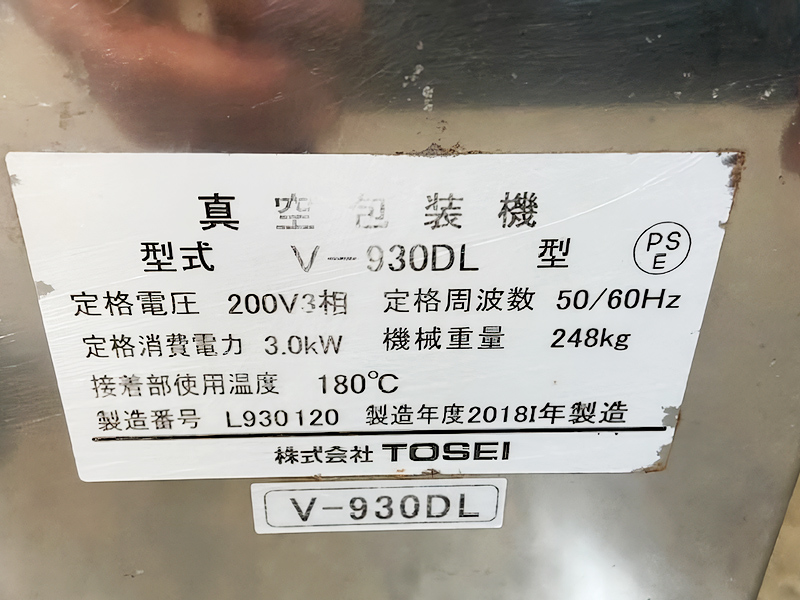 真空包装機
型式 V-930DL 型 PSE
定格電圧 200V3相 定格周波数 50/60Hz
定格消費電力 3.0kW 機械重量 248kg
接着部使用温度 180℃
製造番号 L930120 製造年度2018I年製造
株式会社 TOSEI
V-930DL